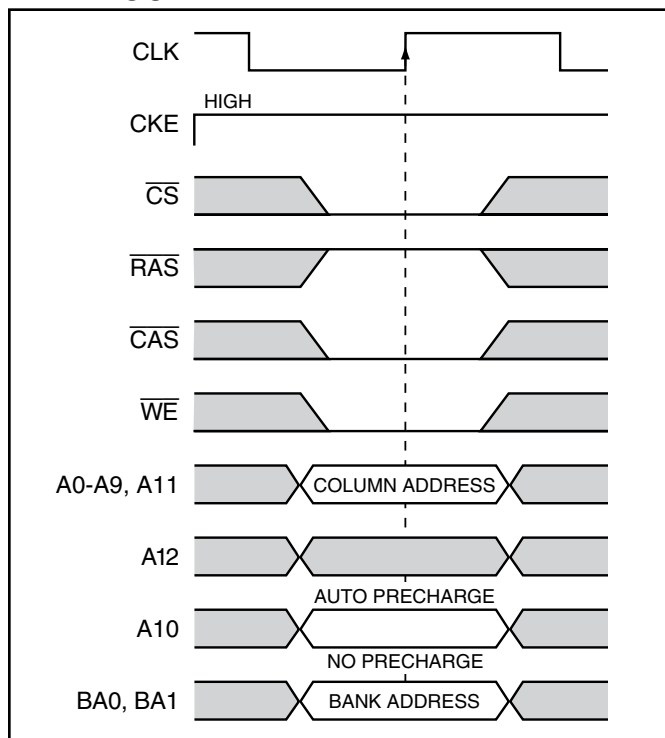 CLK
HIGH
CKE
CS
RAS
CAS
WE
A0-A9, A11 COLUMN ADDRESS
A12
AUTO PRECHARGE
A10
NO PRECHARGE
BA0, BA1 BANK ADDRESS